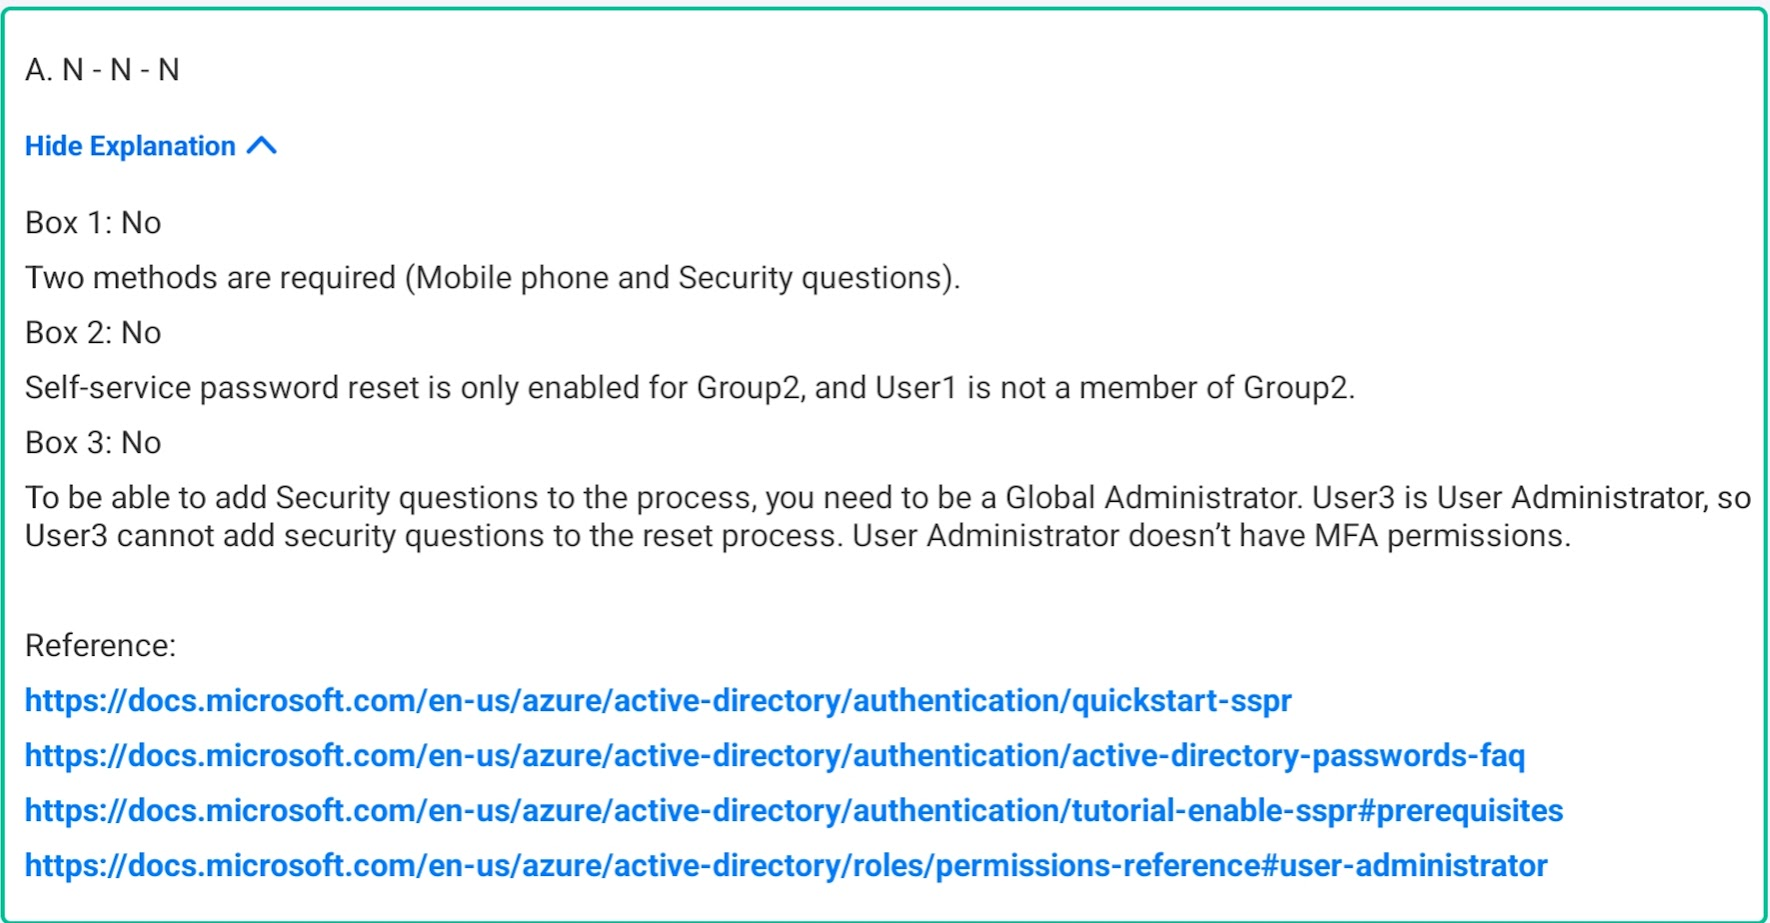 A. N - N - N
Hide Explanation
Box 1: No
Two methods are required (Mobile phone and Security questions).
Box 2: No
Self-service password reset is only enabled for Group2, and User1 is not a member of Group2.
Box 3: No
To be able to add Security questions to the process, you need to be a Global Administrator. User3 is User Administrator, so
User3 cannot add security questions to the reset process. User Administrator doesn’t have MFA permissions.
Reference:
https://docs.microsoft.com/en-us/azure/active-directory/authentication/quickstart-sspr
https://docs.microsoft.com/en-us/azure/active-directory/authentication/active-directory-passwords-faq
https://docs.microsoft.com/en-us/azure/active-directory/authentication/tutorial-enable-sspr#prerequisites
https://docs.microsoft.com/en-us/azure/active-directory/roles/permissions-reference#user-administrator